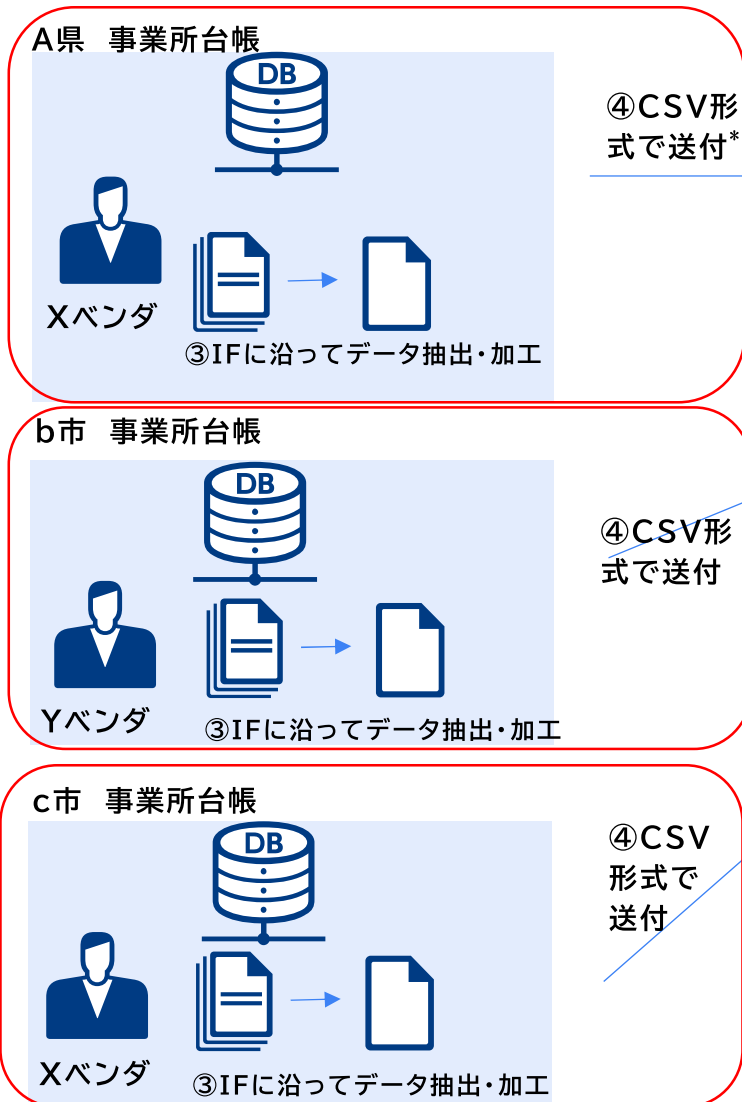 A県　事業所台帳
DB
④CSV形
式で送付*
Xベンダ
③IFに沿ってデータ抽出・加工
b市　事業所台帳
DB
④CSV形
式で送付
Yベンダ
③IFに沿ってデータ抽出・加工
c市　事業所台帳
DB
④CSV
形式で
送付
Xベンダ
③IFに沿ってデータ抽出・加工